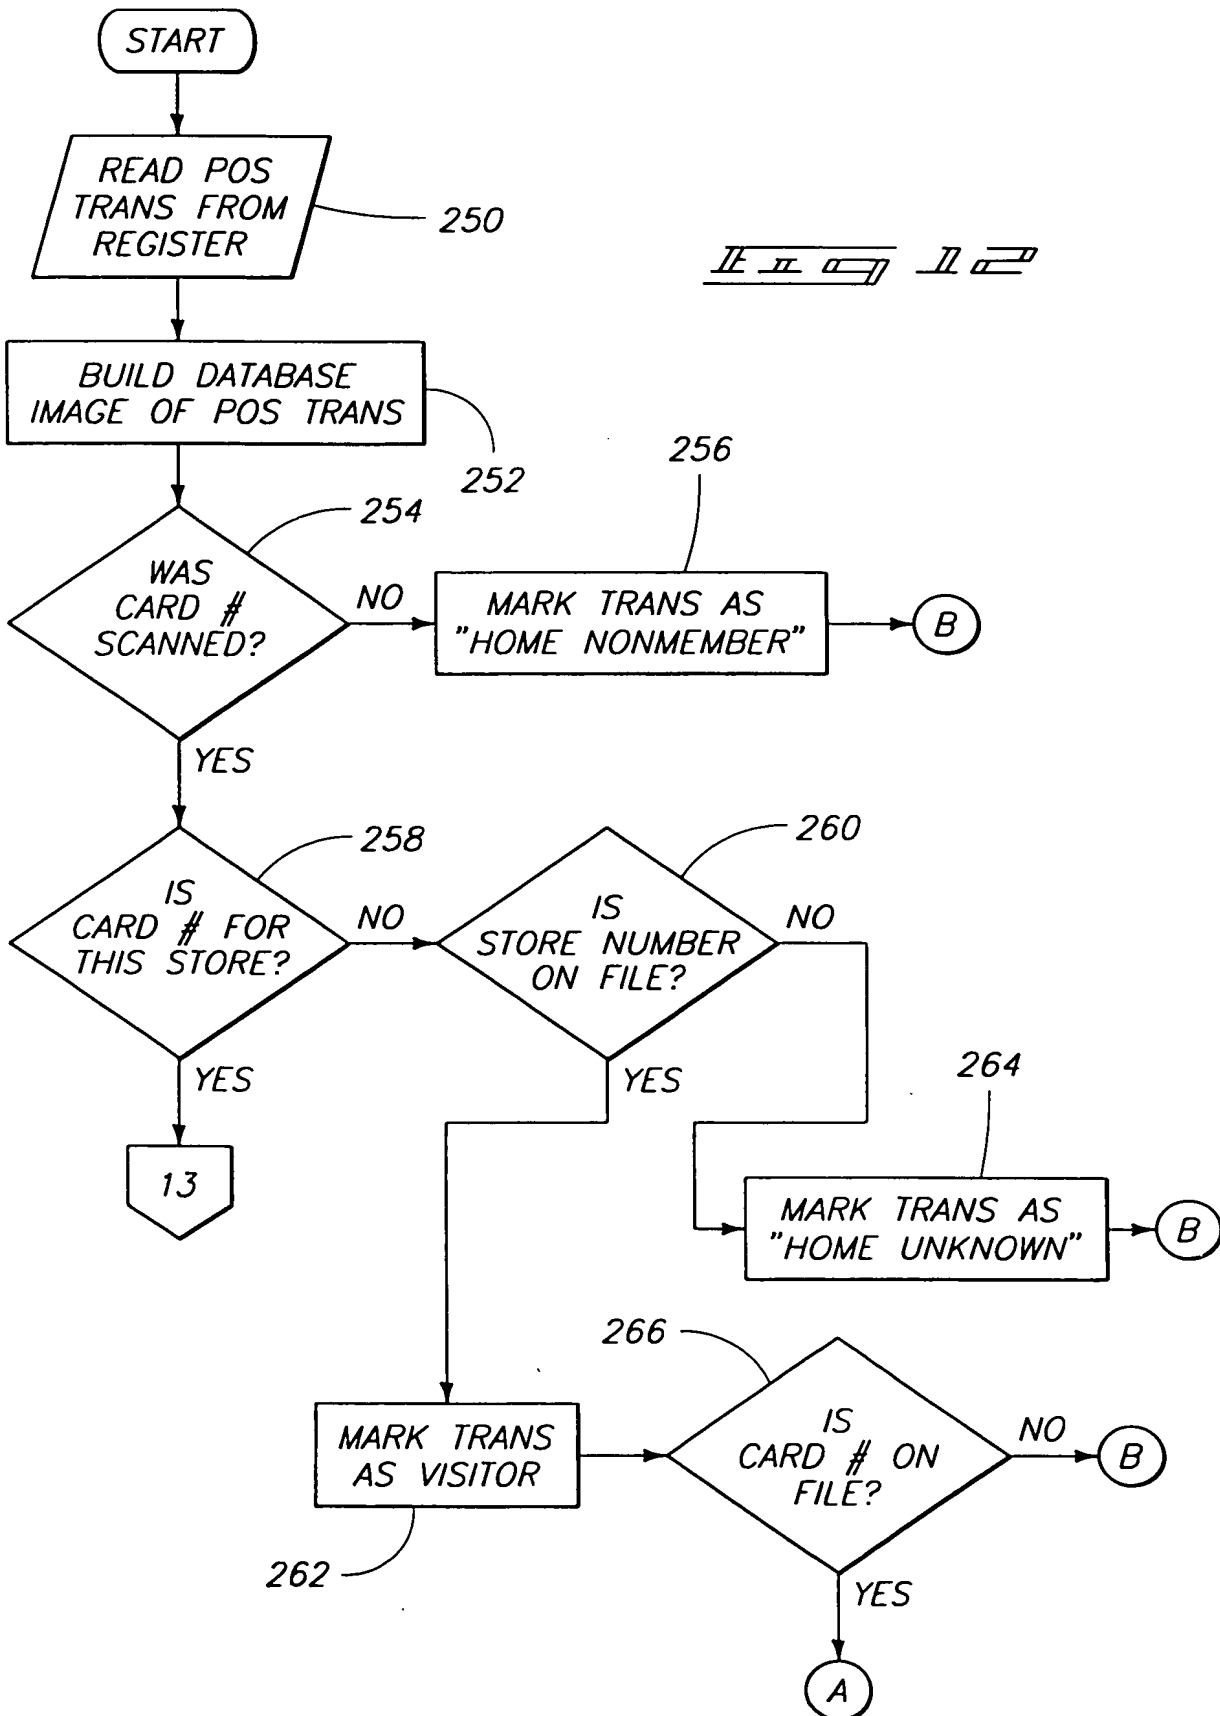 START
READ POS
TRANS FROM
REGISTER
250
Fig 12
BUILD DATABASE
IMAGE OF POS TRANS
252
254
WAS
CARD #
SCANNED?
NO
256
MARK TRANS AS
"HOME NONMEMBER"
B
YES
258
IS
CARD # FOR
THIS STORE?
NO
260
IS
STORE NUMBER
ON FILE?
NO
YES
13
YES
264
MARK TRANS AS
"HOME UNKNOWN"
B
MARK TRANS
AS VISITOR
262
266
IS
CARD # ON
FILE?
NO
B
YES
A